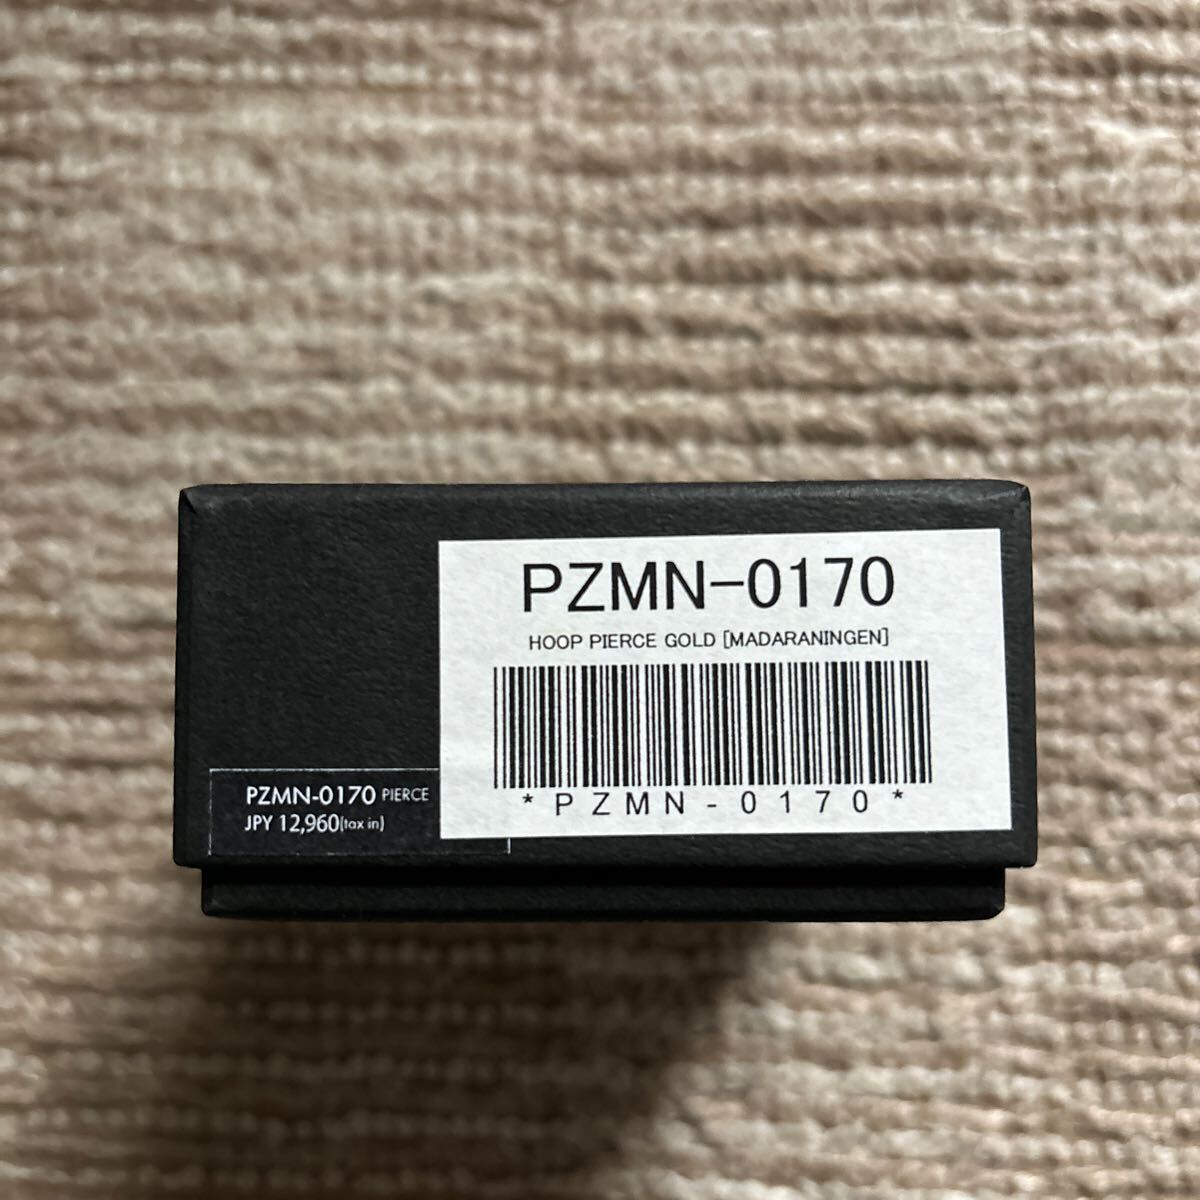 PZMN-0170
HOOP PIERCE GOLD [MADARANINGEN]
*PZMN-0170*
PZMN-0170 PIERCE
JPY 12,960(tax in)